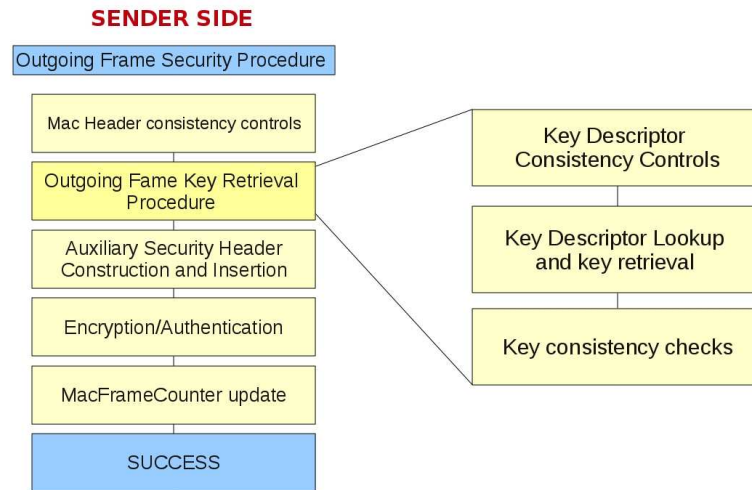 SENDER SIDE
Outgoing Frame Security Procedure
Mac Header consistency controls
Outgoing Fame Key Retrieval
Procedure
Auxiliary Security Header
Construction and Insertion
Encryption/Authentication
MacFrameCounter update
SUCCESS
Key Descriptor
Consistency Controls
Key Descriptor Lookup
and key retrieval
Key consistency checks